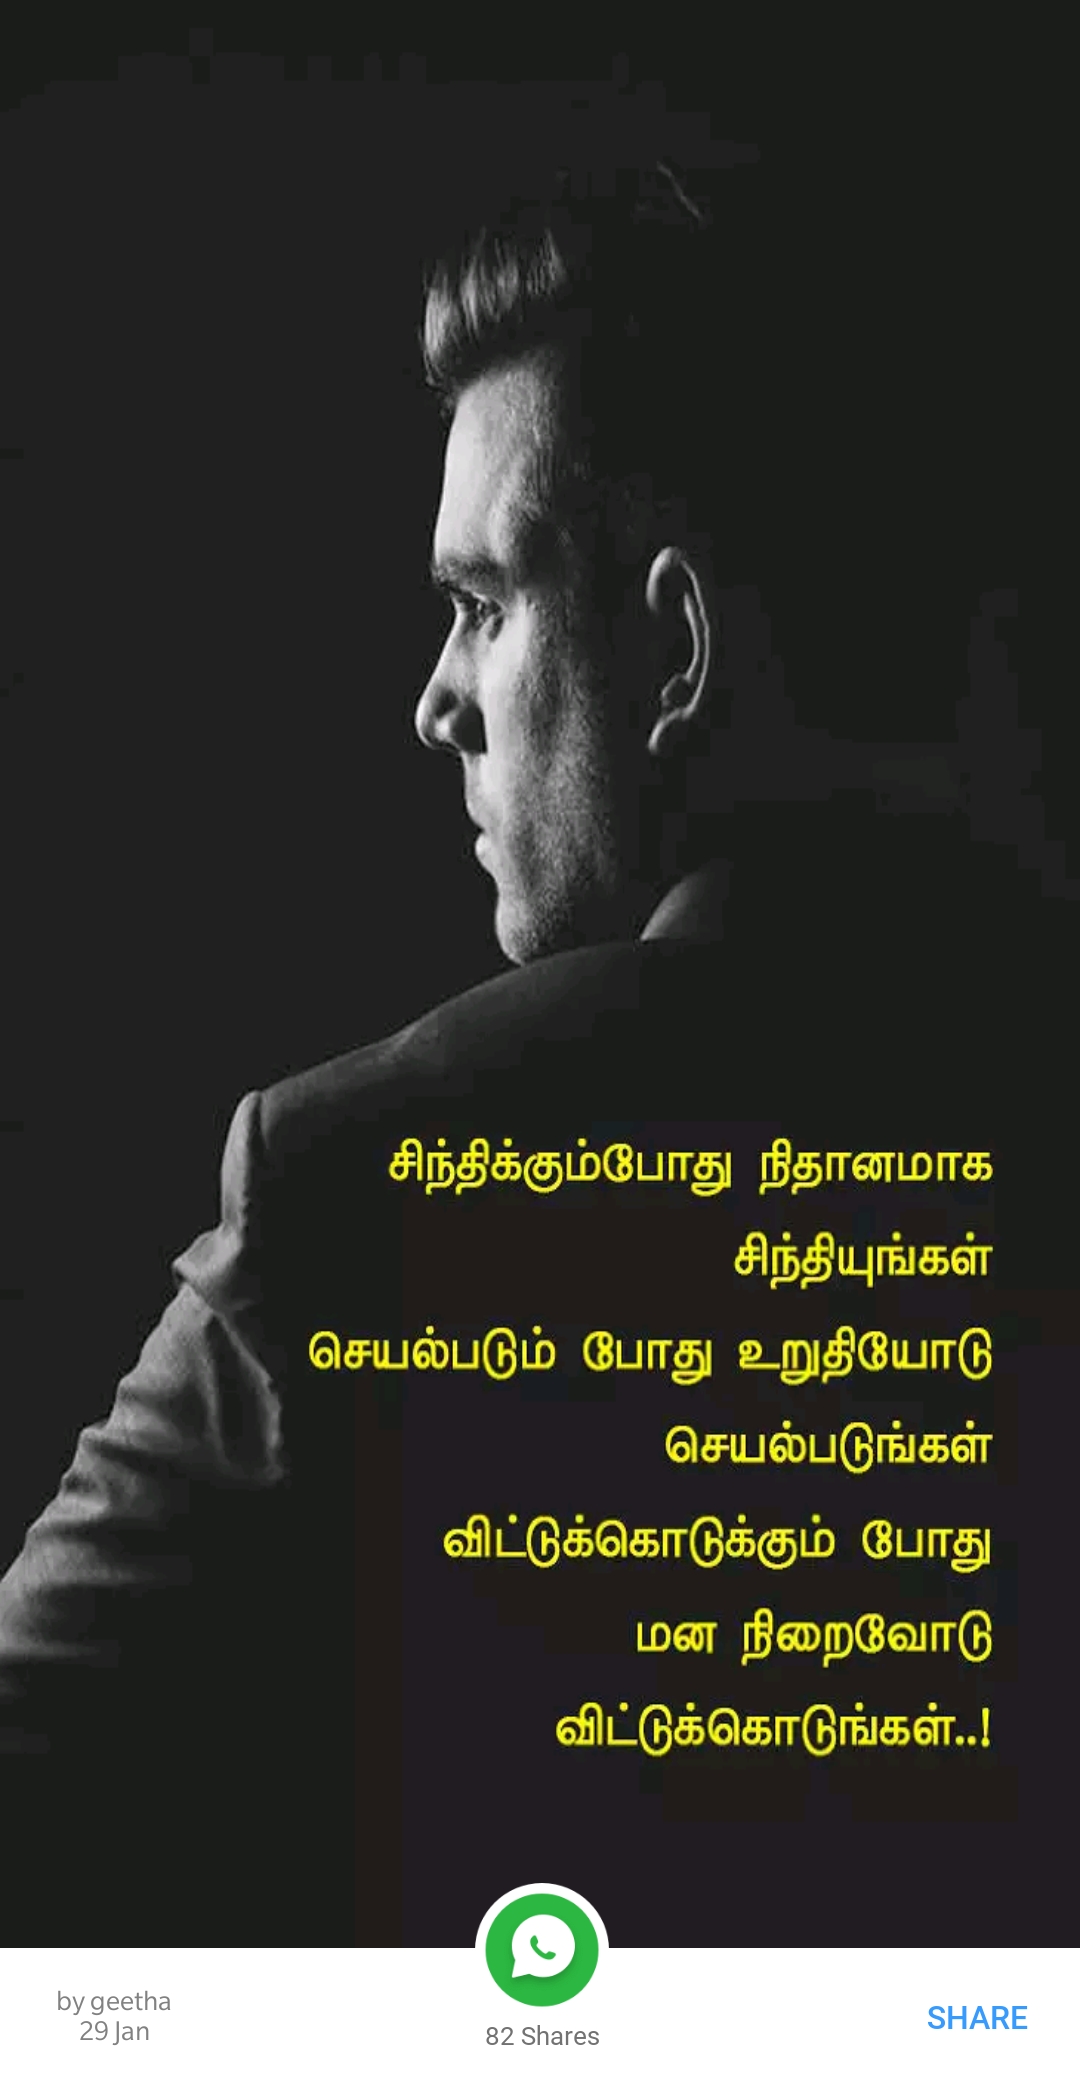 சிந்திக்கும்போது நிதானமாக
சிந்தியுங்கள்
செயல்படும் போது உறுதியோடு
செயல்படுங்கள்
விட்டுக்கொடுக்கும் போது
மன நிறைவோடு
விட்டுக்கொடுங்கள்..!
by geetha
29 Jan
82 Shares
SHARE